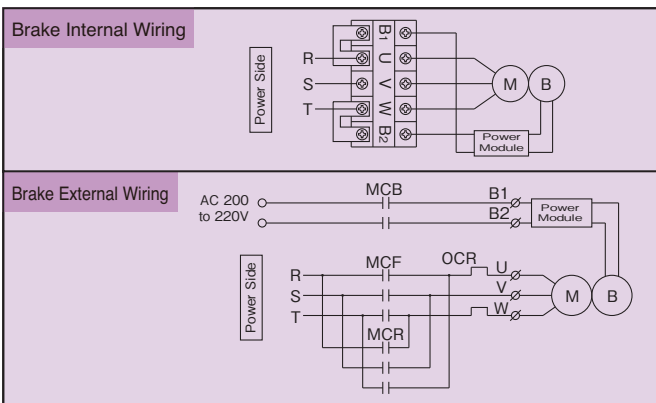 Brake Internal Wiring
Power Side
R
S
T
B1
U
V
W
B2
M
B
Power
Module
Brake External Wiring
AC 200
to 220V
MCB
B1
B2
Power
Module
Power Side
R
S
T
MCF
OCR
U
V
W
M
B
MCR